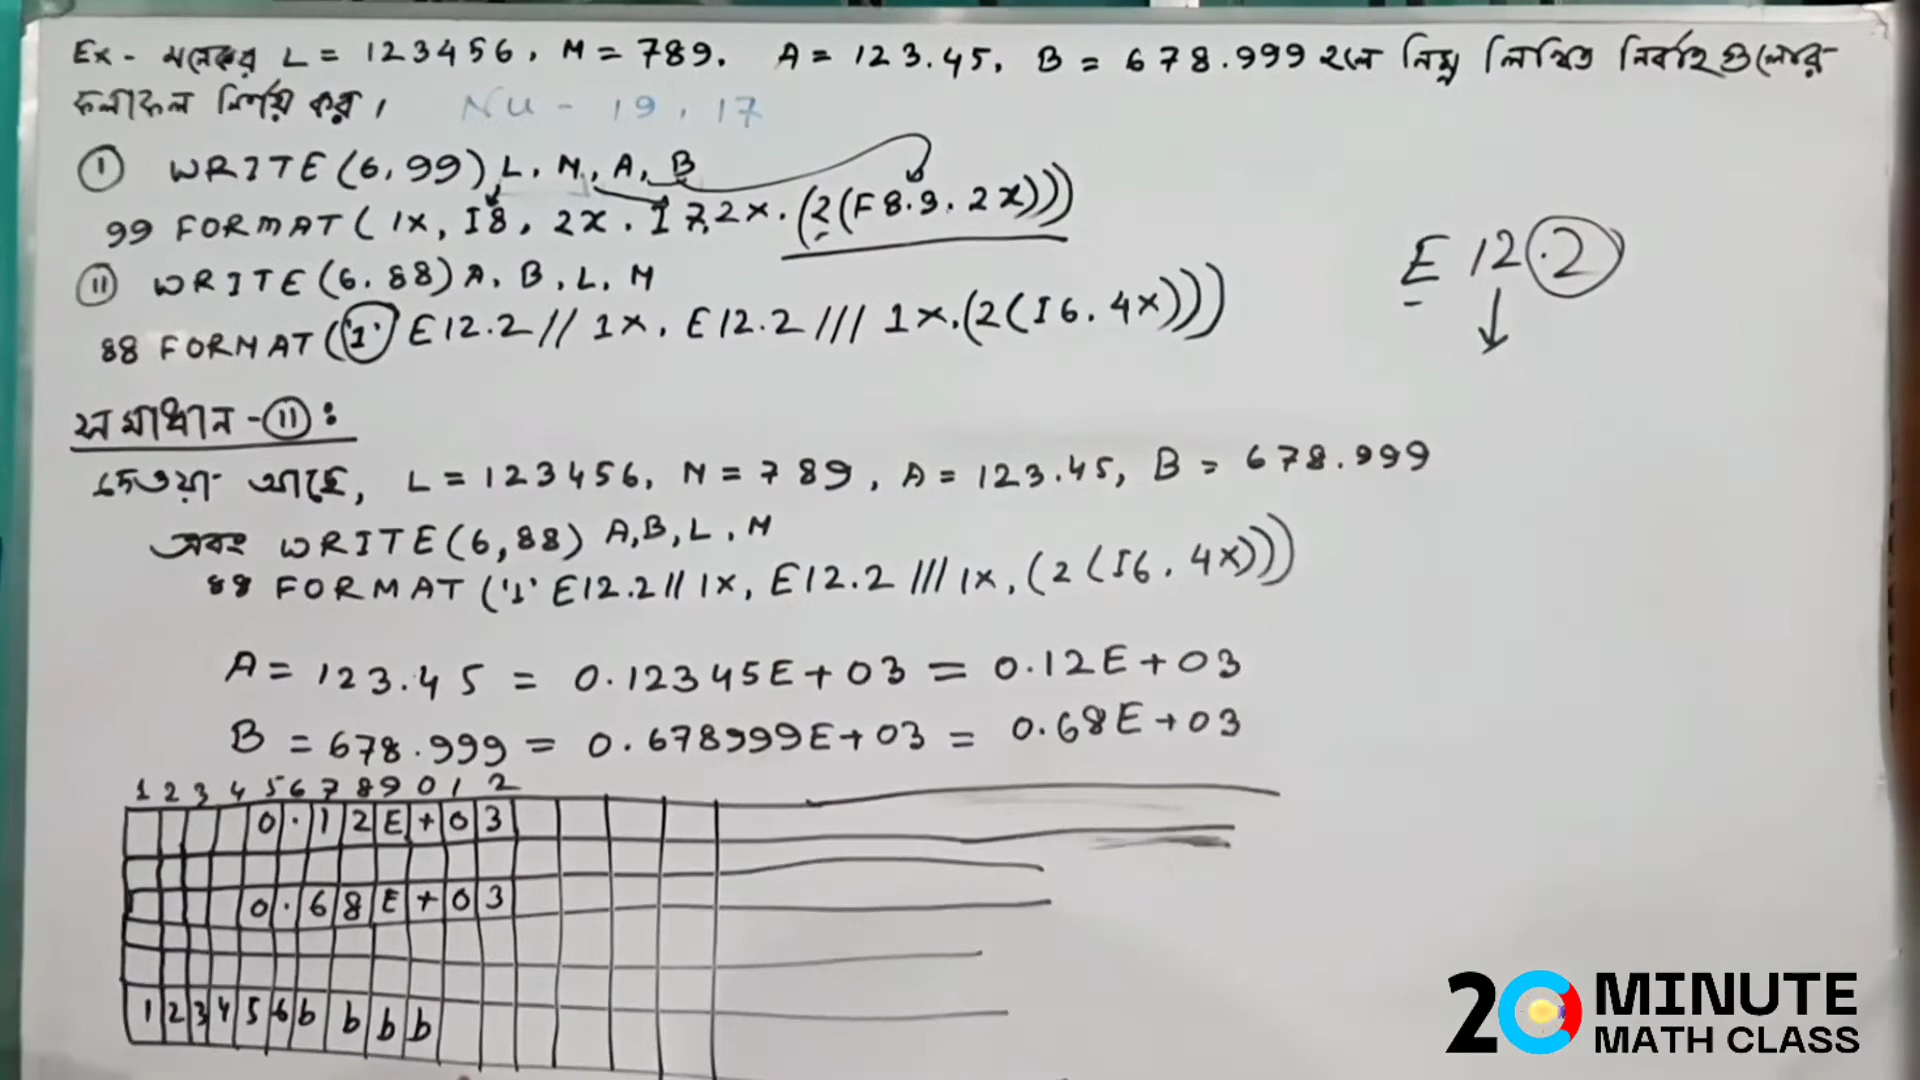 Ex- মনেকর L = 123456, M = 789, A = 123.45, B = 678.999 হলে নিম্ন লিখিত নির্বাহ গুলোর
ফলাফল নির্ণয় কর। NU - 19, 17
(I) WRITE(6,99) L, M, A, B
99 FORMAT(1X, I8, 2X, I7,2X,(2(F8.3,2X)))
E 12.2
(II) WRITE(6,88) A, B, L, M
88 FORMAT('1' E12.2 // 1X, E12.2 /// 1X,(2(I6,4X)))
সমাধান-(II):
দেওয়া আছে, L = 123456, M = 789, A = 123.45, B = 678.999
এবং WRITE(6,88) A,B,L,M
88 FORMAT('1' E12.2 // 1X, E12.2 /// 1X,(2(I6,4X)))
A = 123.45 = 0.12345E+03 = 0.12E+03
B = 678.999 = 0.678999E+03 = 0.68E+03
1 2 3 4 5 6 7 8 9 0 1 2
0 . 1 2 E + 0 3
0 . 6 8 E + 0 3
1 2 3 4 5 6 b b b b
20 MINUTE
MATH CLASS